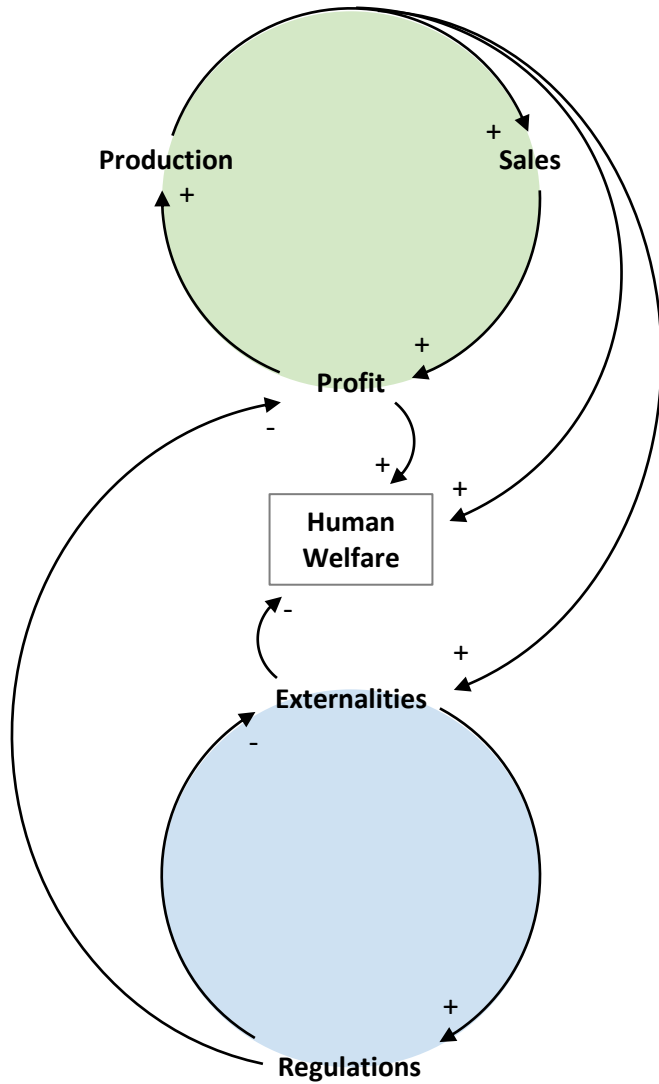 +
Production
Sales
+
+
Profit
-
+
+
Human
Welfare
-
+
Externalities
-
+
Regulations